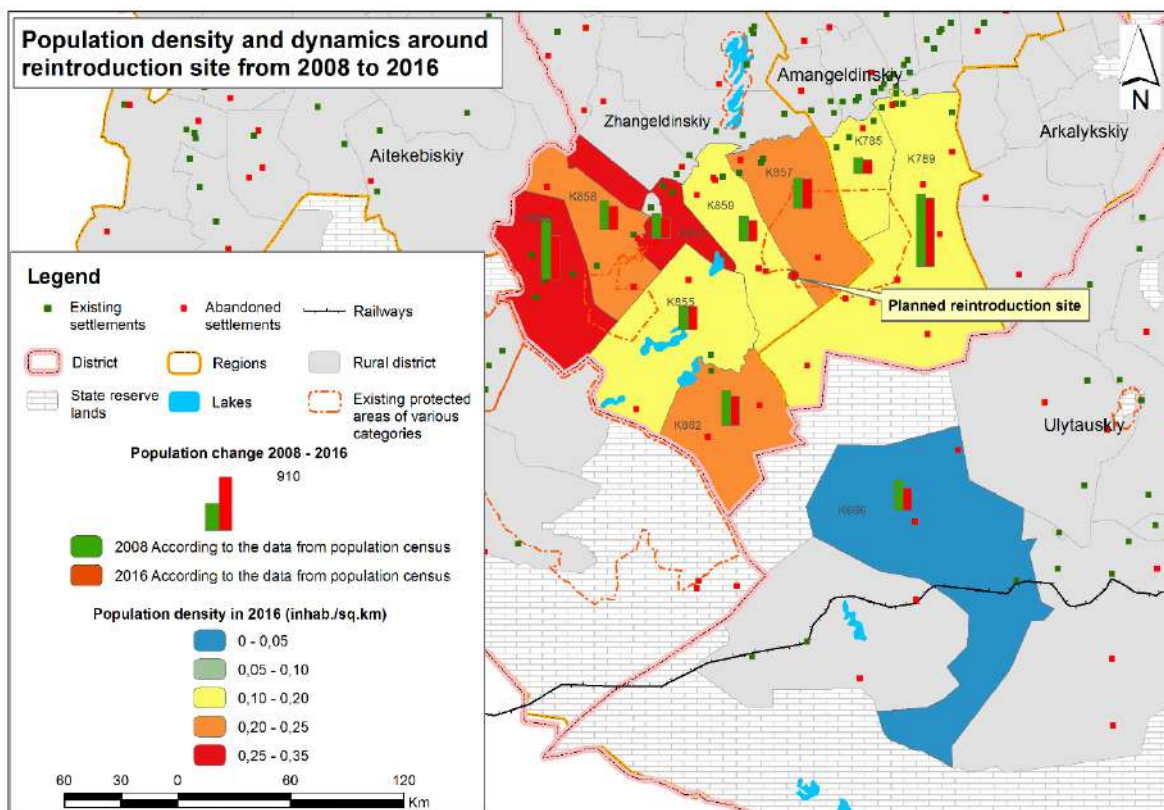 Population density and dynamics around
reintroduction site from 2008 to 2016
N
Amangeldinskiy
Zhangeldinskiy
Arkalykskiy
Aitekebiskiy
K785
K789
K857
K858
K859
K855
Planned reintroduction site
K862
Ulytauskiy
K666
Legend
Existing
settlements
Abandoned
settlements
Railways
District
Regions
Rural district
State reserve
lands
Lakes
Existing protected
areas of various
categories
Population change 2008 - 2016
910
2008 According to the data from population census
2016 According to the data from population census
Population density in 2016 (inhab./sq.km)
0 - 0,05
0,05 - 0,10
0,10 - 0,20
0,20 - 0,25
0,25 - 0,35
60 30 0 60 120
Km